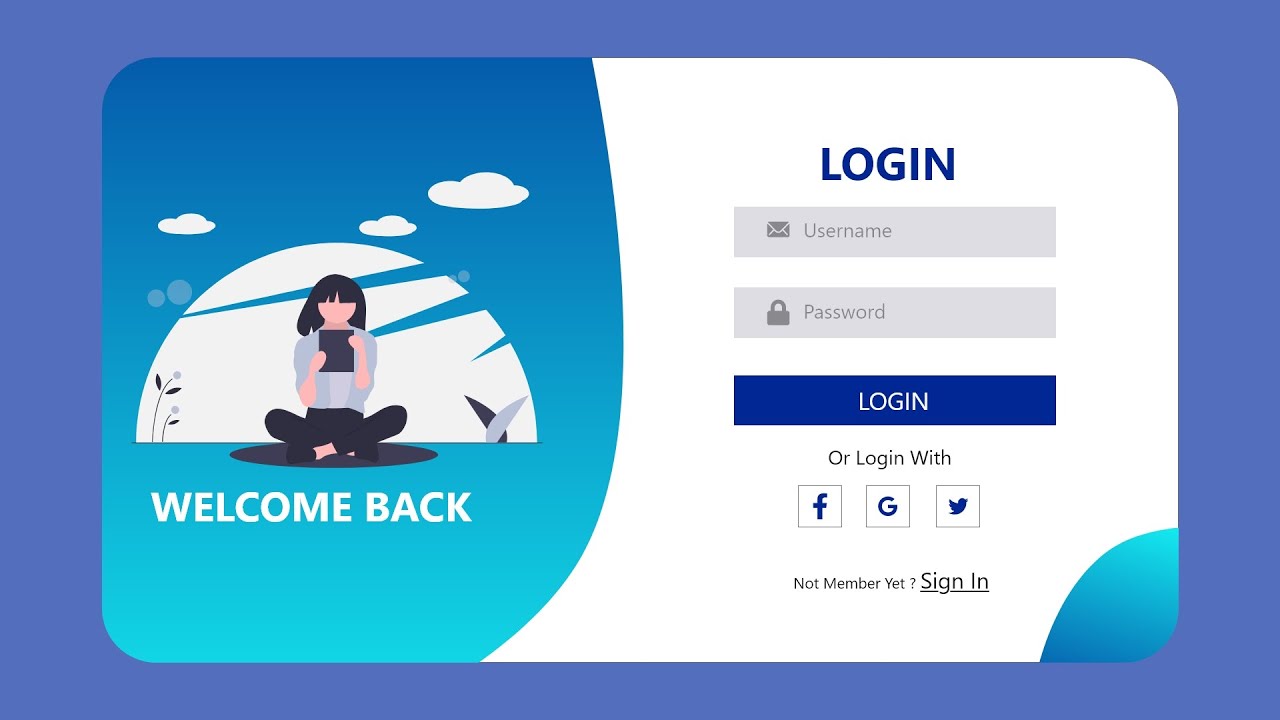 LOGIN
Username
Password
LOGIN
Or Login With
Not Member Yet ? Sign In
WELCOME BACK